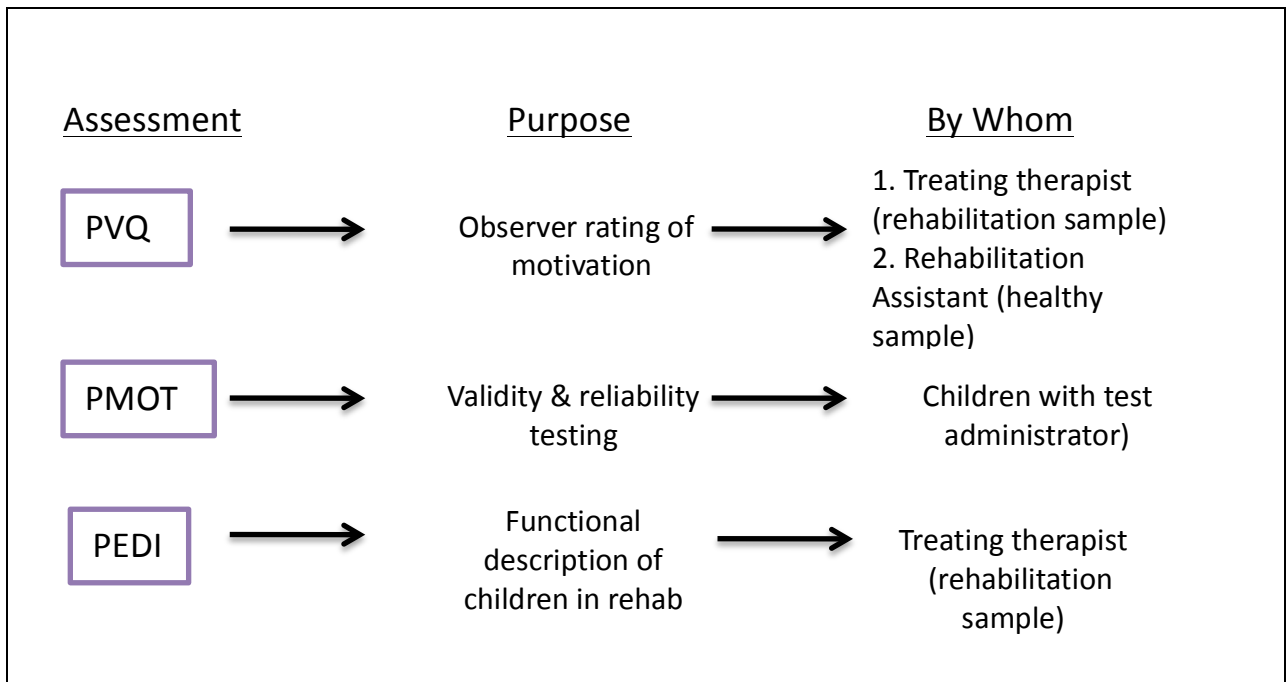 Assessment
Purpose
By Whom
PVQ
Observer rating of
motivation
1. Treating therapist
(rehabilitation sample)
2. Rehabilitation
Assistant (healthy
sample)
PMOT
Validity & reliability
testing
Children with test
administrator)
PEDI
Functional
description of
children in rehab
Treating therapist
(rehabilitation
sample)